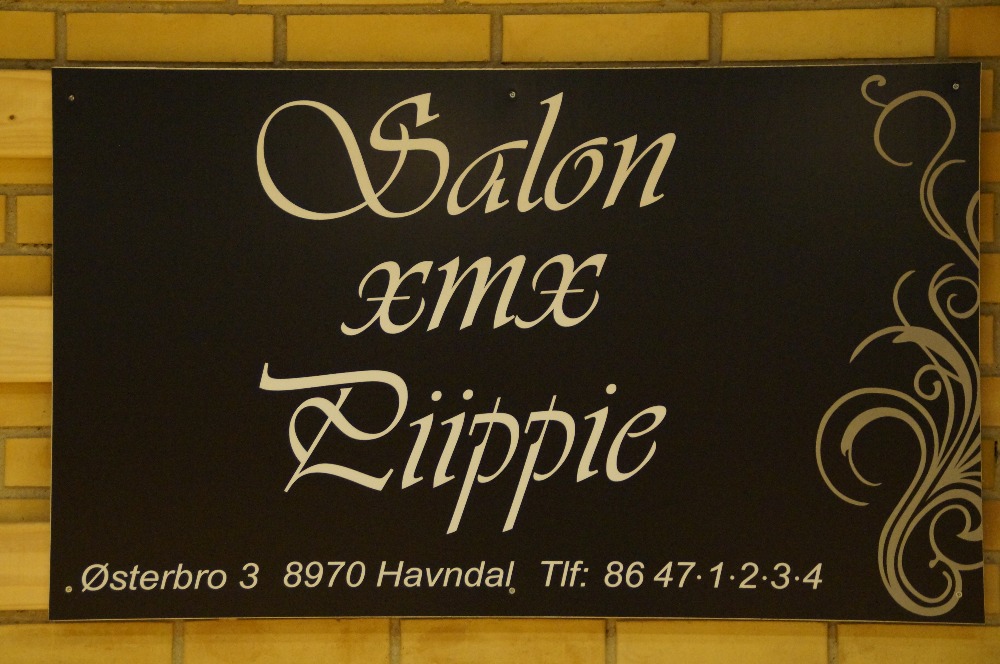 Salon
xmx
Piippie
Østerbro 3 8970 Havndal Tlf: 86 47·1·2·3·4